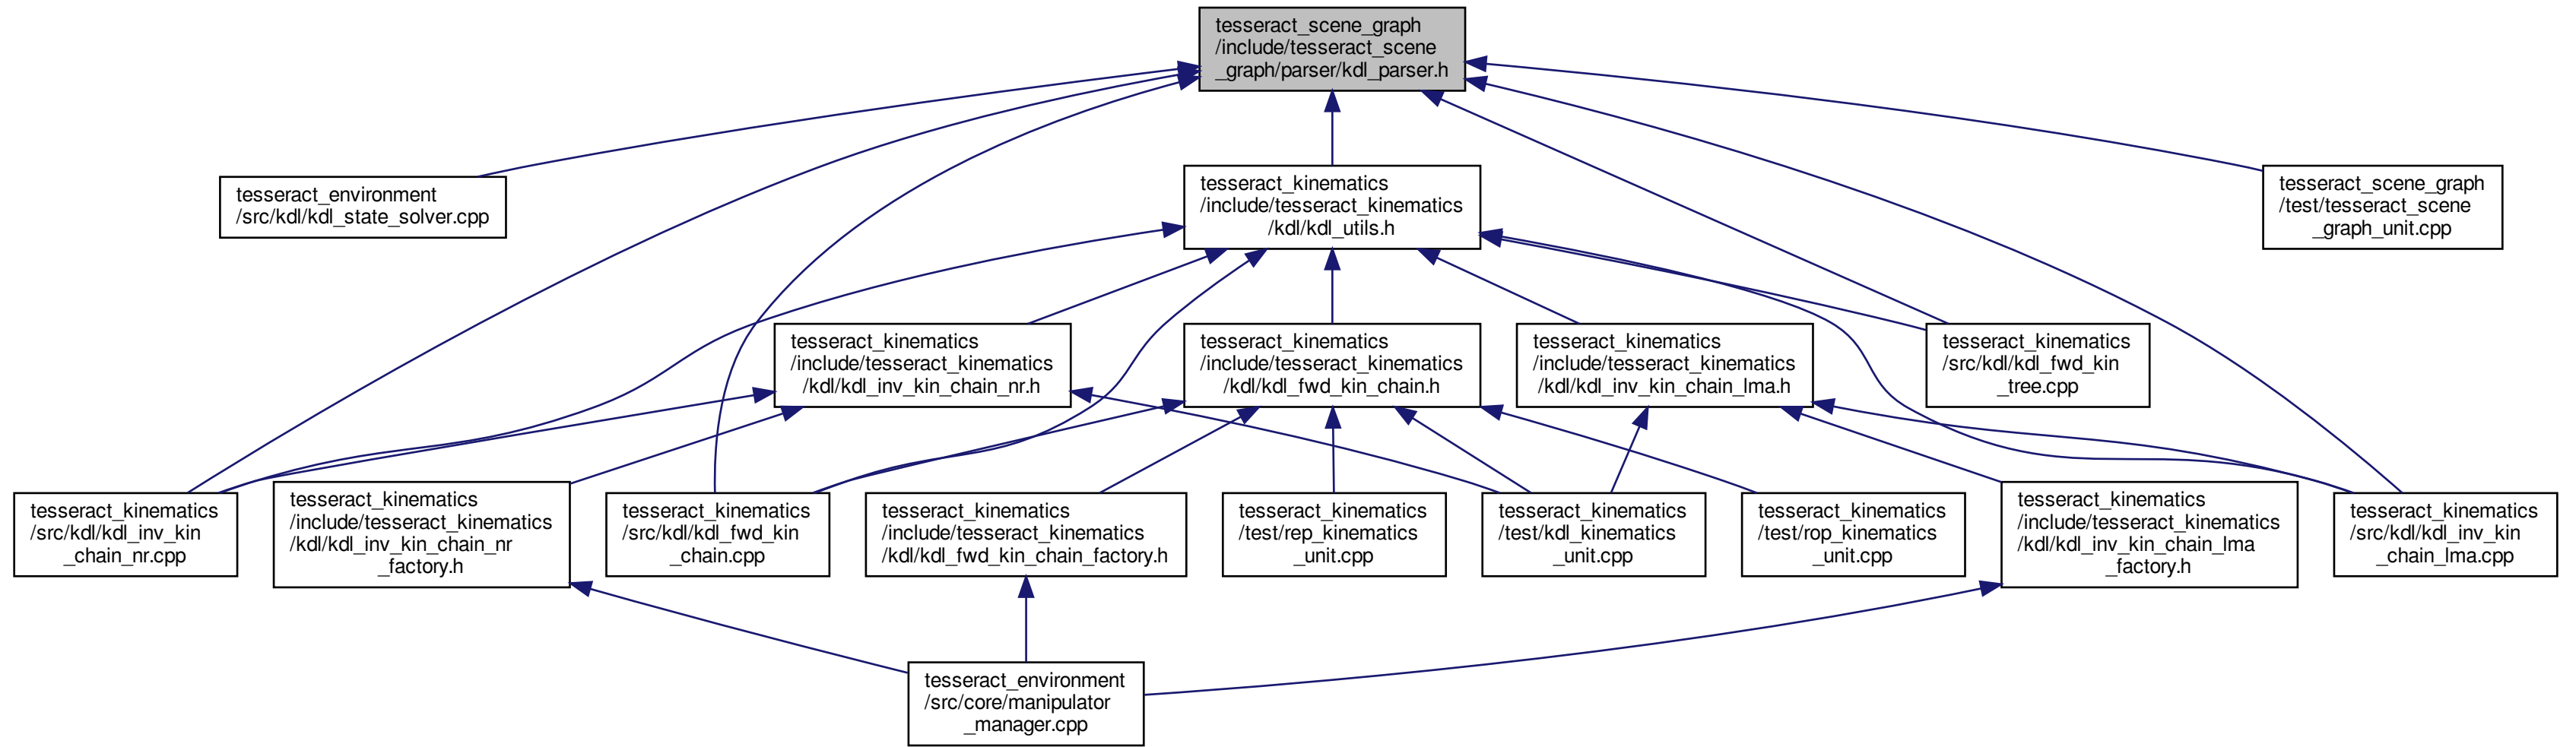 tesseract_scene_graph
/include/tesseract_scene
_graph/parser/kdl_parser.h
tesseract_environment
/src/kdl/kdl_state_solver.cpp
tesseract_kinematics
/include/tesseract_kinematics
/kdl/kdl_utils.h
tesseract_scene_graph
/test/tesseract_scene
_graph_unit.cpp
tesseract_kinematics
/include/tesseract_kinematics
/kdl/kdl_inv_kin_chain_nr.h
tesseract_kinematics
/include/tesseract_kinematics
/kdl/kdl_fwd_kin_chain.h
tesseract_kinematics
/include/tesseract_kinematics
/kdl/kdl_inv_kin_chain_lma.h
tesseract_kinematics
/src/kdl/kdl_fwd_kin
_tree.cpp
tesseract_kinematics
/src/kdl/kdl_inv_kin
_chain_nr.cpp
tesseract_kinematics
/include/tesseract_kinematics
/kdl/kdl_inv_kin_chain_nr
_factory.h
tesseract_kinematics
/src/kdl/kdl_fwd_kin
_chain.cpp
tesseract_kinematics
/include/tesseract_kinematics
/kdl/kdl_fwd_kin_chain_factory.h
tesseract_kinematics
/test/rep_kinematics
_unit.cpp
tesseract_kinematics
/test/kdl_kinematics
_unit.cpp
tesseract_kinematics
/test/rop_kinematics
_unit.cpp
tesseract_kinematics
/include/tesseract_kinematics
/kdl/kdl_inv_kin_chain_lma
_factory.h
tesseract_kinematics
/src/kdl/kdl_inv_kin
_chain_lma.cpp
tesseract_environment
/src/core/manipulator
_manager.cpp